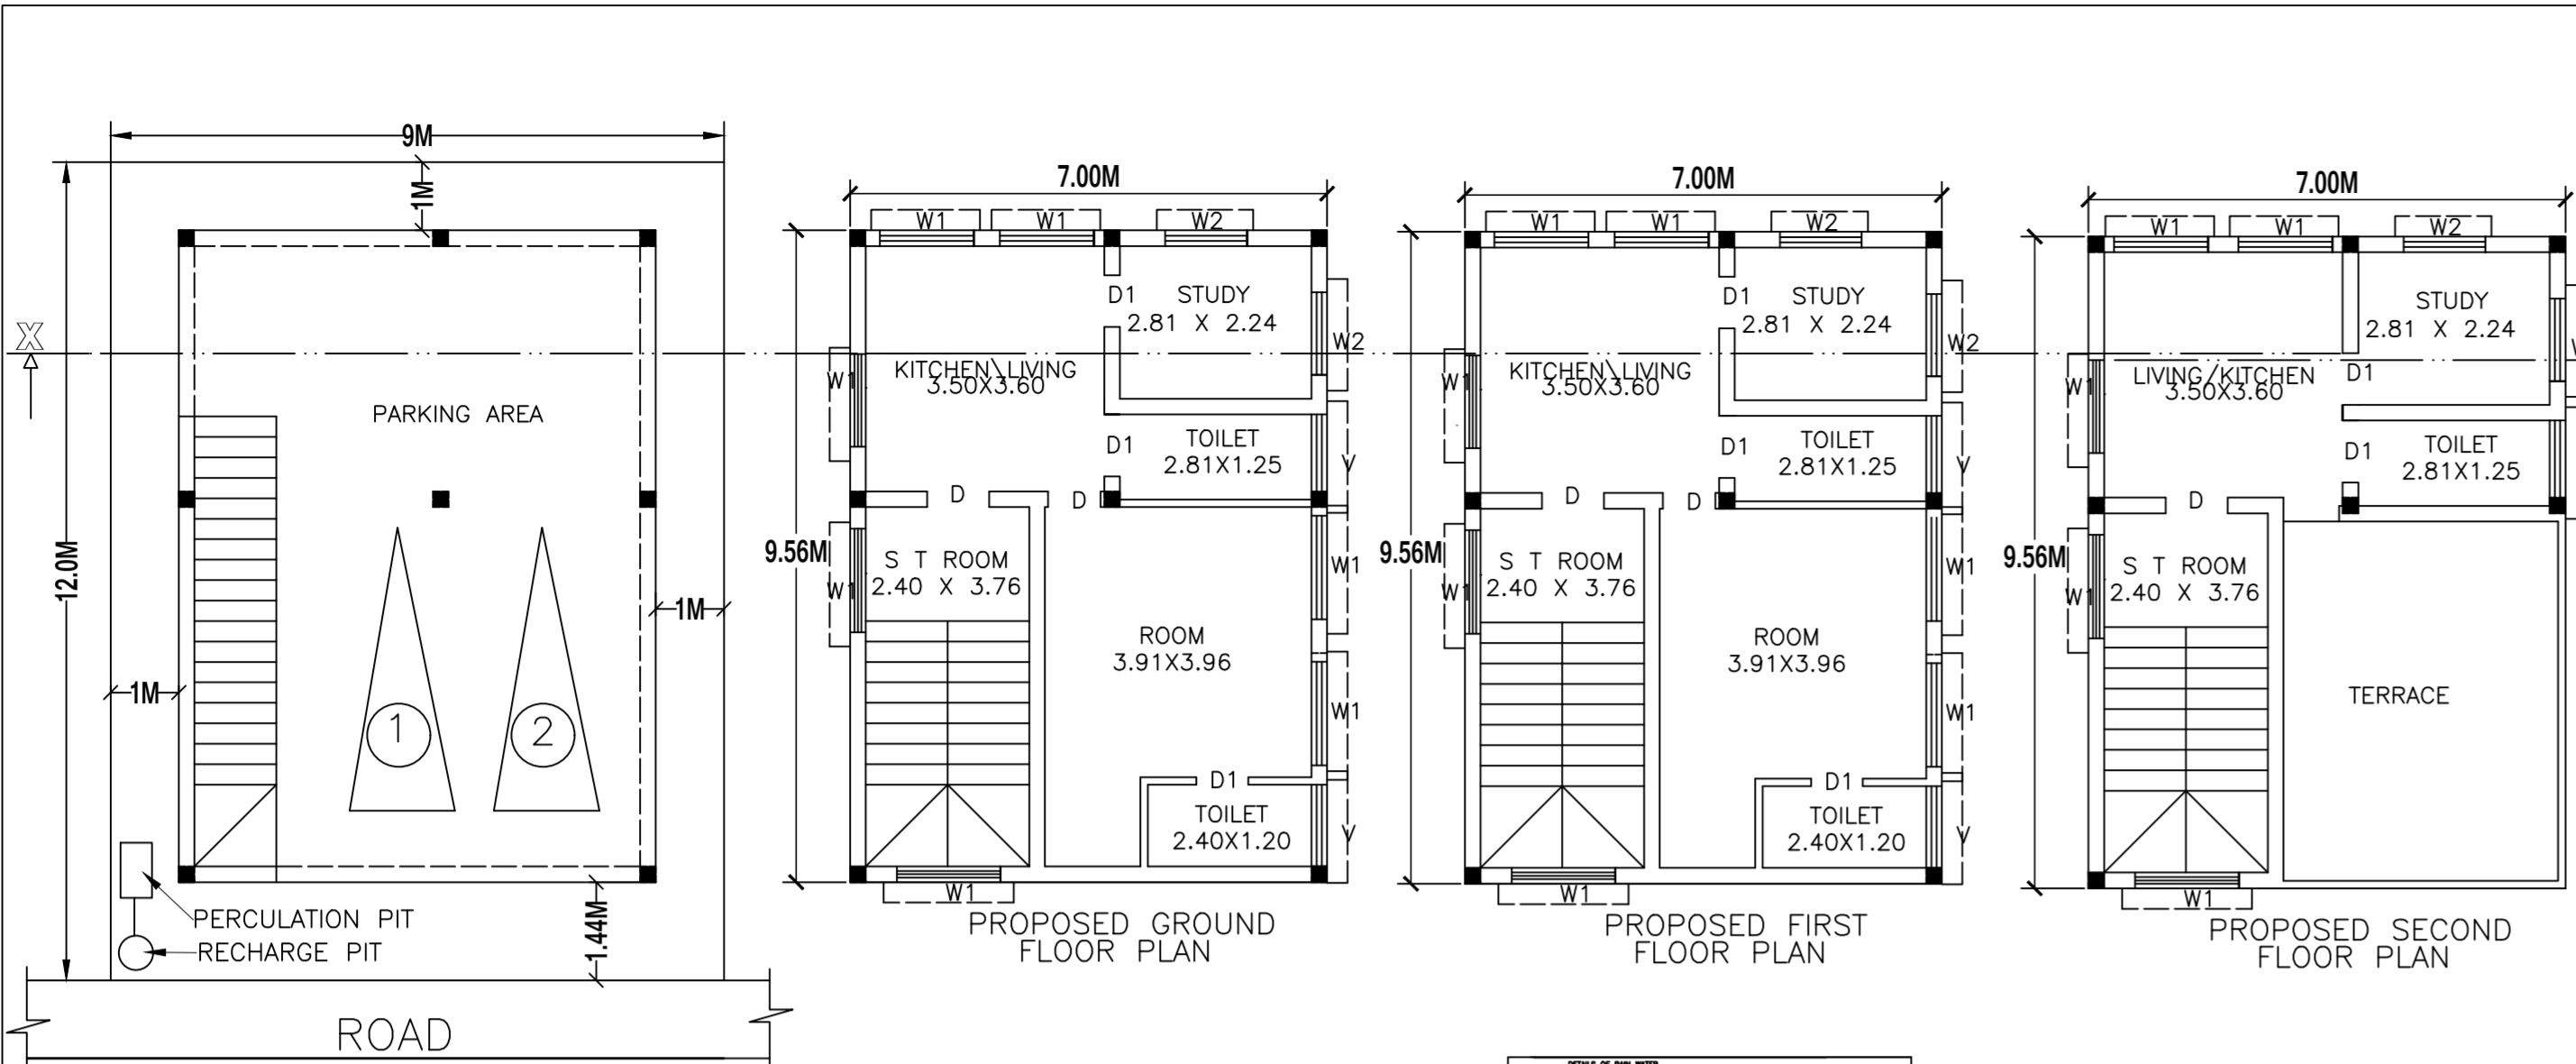 9M
1M
X
12.0M
PARKING AREA
1M
1M
1
2
PERCULATION PIT
RECHARGE PIT
1.44M
ROAD
7.00M
W1
W1
W2
D1
STUDY
2.81 X 2.24
W2
W1
KITCHEN\LIVING
3.50X3.60
D1
TOILET
2.81X1.25
V
D
D
9.56M
S T ROOM
2.40 X 3.76
W1
W1
ROOM
3.91X3.96
W1
D1
TOILET
2.40X1.20
V
W1
PROPOSED GROUND
FLOOR PLAN
7.00M
W1
W1
W2
D1
STUDY
2.81 X 2.24
W2
W1
KITCHEN\LIVING
3.50X3.60
D1
TOILET
2.81X1.25
V
D
D
9.56M
S T ROOM
2.40 X 3.76
W1
W1
ROOM
3.91X3.96
W1
D1
TOILET
2.40X1.20
V
W1
PROPOSED FIRST
FLOOR PLAN
7.00M
W1
W1
W2
STUDY
2.81 X 2.24
W1
LIVING/KITCHEN
3.50X3.60
D1
D1
TOILET
2.81X1.25
D
9.56M
S T ROOM
2.40 X 3.76
W1
TERRACE
W1
PROPOSED SECOND
FLOOR PLAN
DETAILS OF RAIN WATER